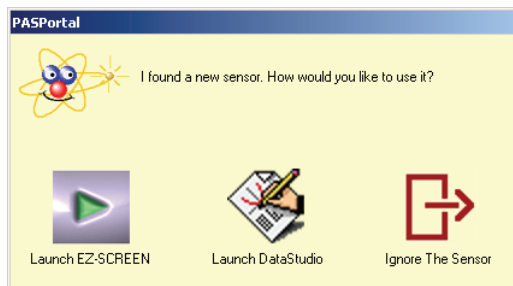 PASPortal
I found a new sensor. How would you like to use it?
Launch EZ-SCREEN
Launch DataStudio
Ignore The Sensor